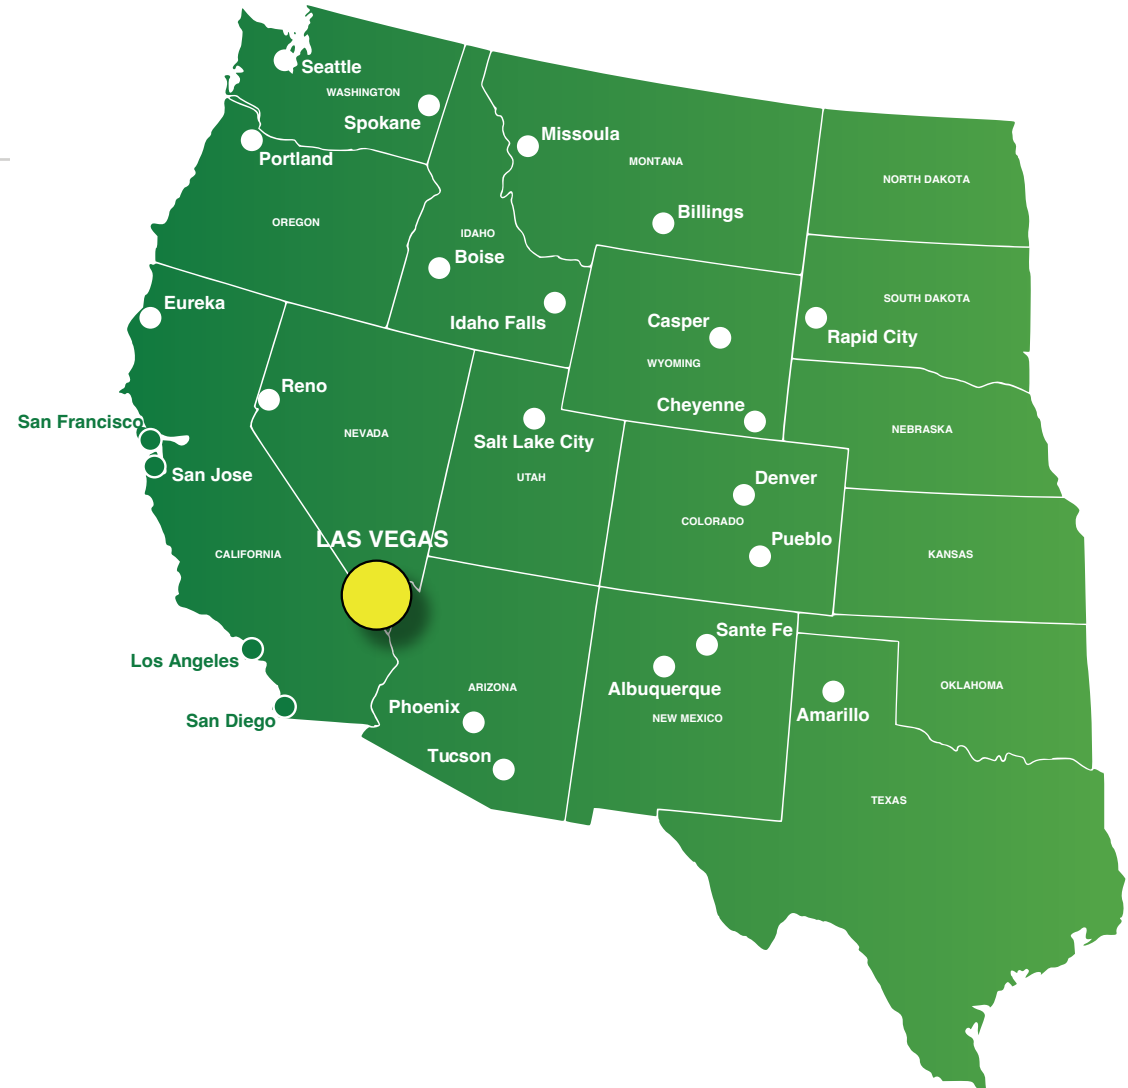 Seattle
WASHINGTON
Spokane
Missoula
Portland
MONTANA
NORTH DAKOTA
Billings
OREGON
IDAHO
Boise
SOUTH DAKOTA
Eureka
Idaho Falls
Casper
Rapid City
WYOMING
Reno
Cheyenne
San Francisco
NEVADA
Salt Lake City
NEBRASKA
San Jose
UTAH
Denver
COLORADO
LAS VEGAS
Pueblo
CALIFORNIA
KANSAS
Sante Fe
Los Angeles
ARIZONA
Albuquerque
OKLAHOMA
Phoenix
NEW MEXICO
Amarillo
San Diego
Tucson
TEXAS